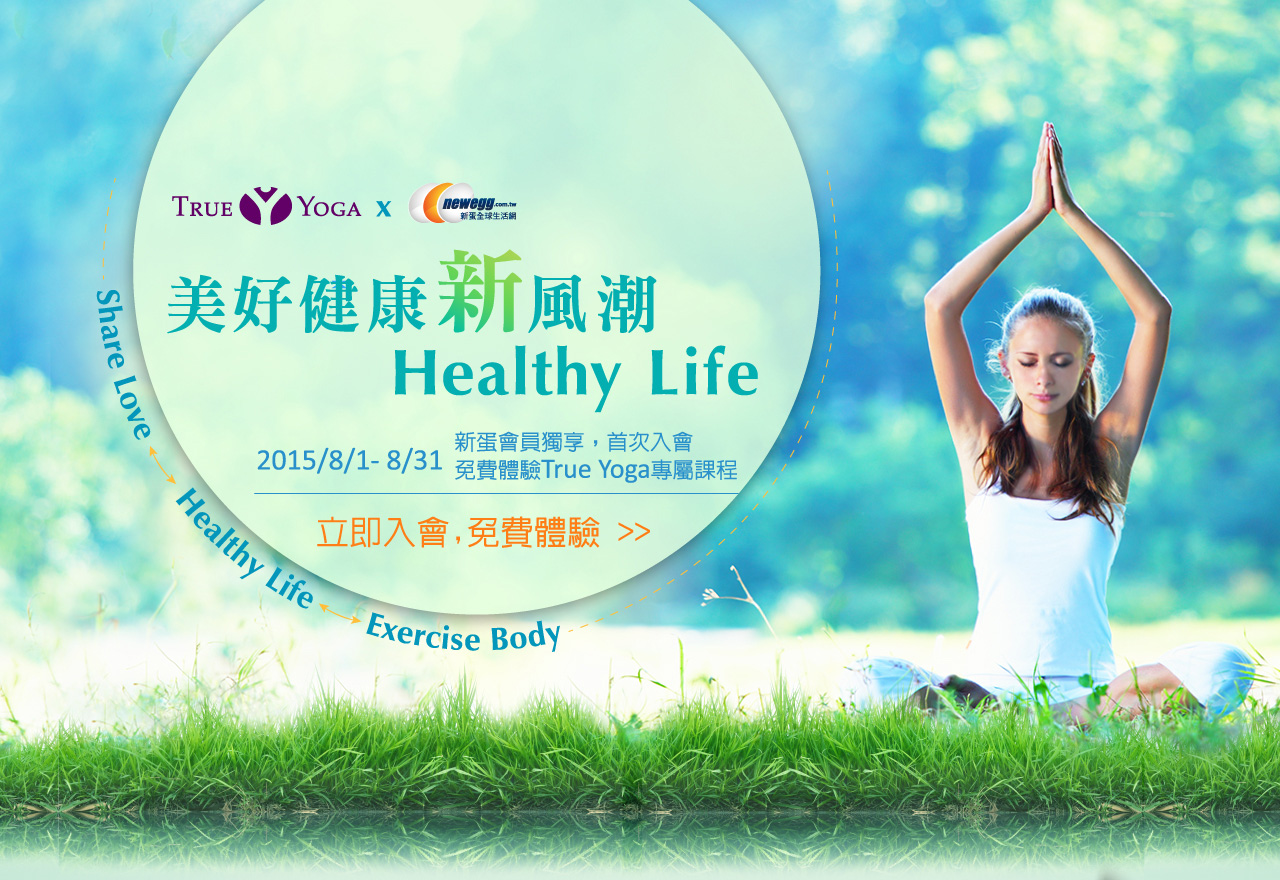 TRUE YOGA x newegg.com.tw
新蛋全球生活網
美好健康新風潮
Healthy Life
2015/8/1- 8/31
新蛋會員獨享，首次入會
免費體驗True Yoga專屬課程
立即入會,免費體驗 >>
Share Love
Healthy Life
Exercise Body